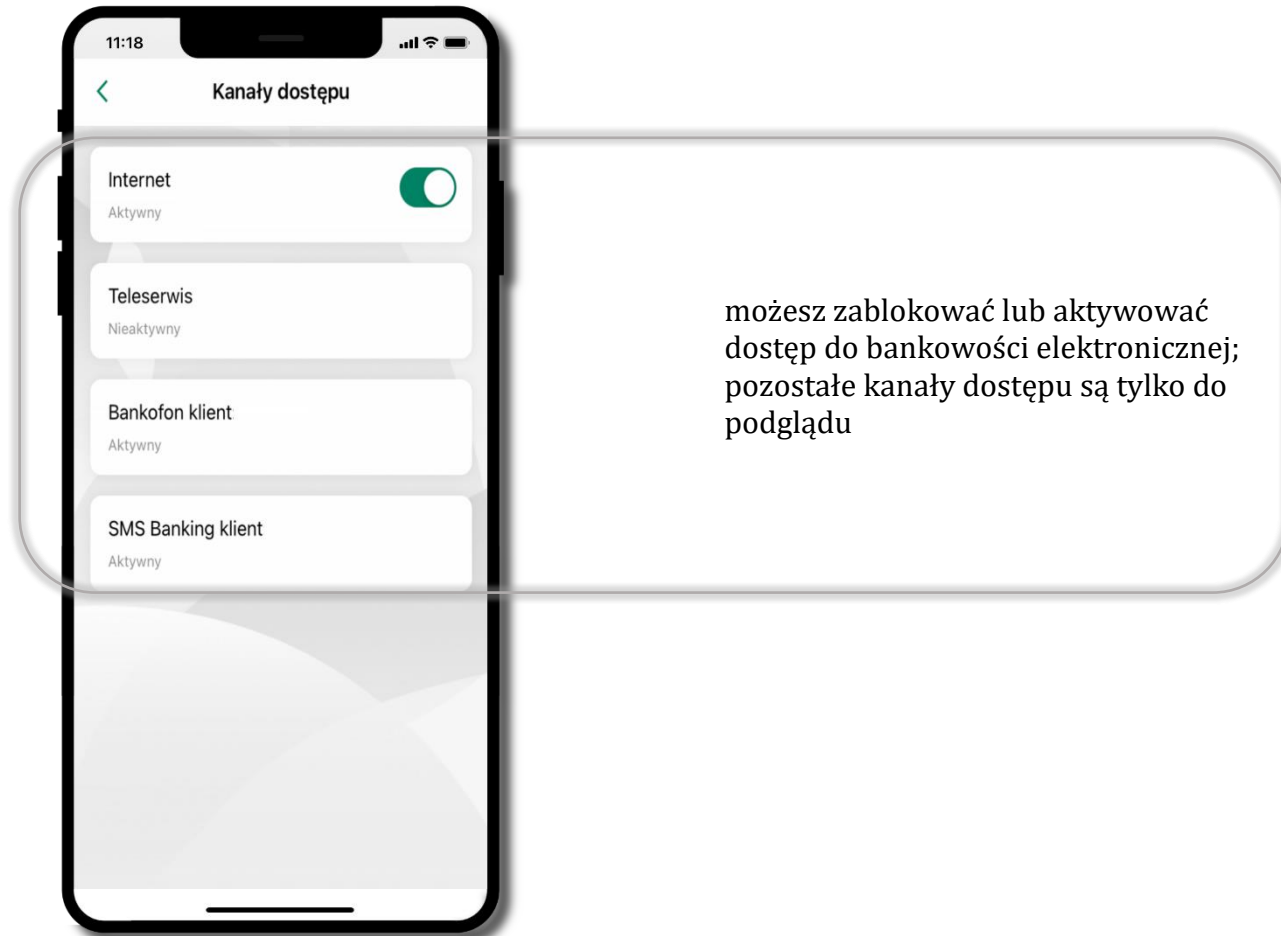 11:18
Kanały dostępu
Internet
Aktywny
Teleserwis
Nieaktywny
Bankofon klient
Aktywny
SMS Banking klient
Aktywny
możesz zablokować lub aktywować
dostęp do bankowości elektronicznej;
pozostałe kanały dostępu są tylko do
podglądu